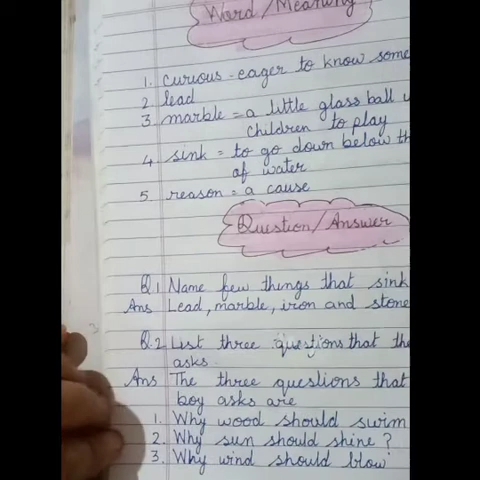 Word/Meaning
1. curious - eager to know some
2. lead
3. marble = a little glass ball
children to play
4. sink = to go down below th
of water
5. reason = a cause
Question/Answer
Q.1 Name few things that sink
Ans Lead, marble, iron and stone
Q.2 List three questions that the
asks.
Ans The three questions that
boy asks are
1. Why wood should swim
2. Why sun should shine?
3. Why wind should blow